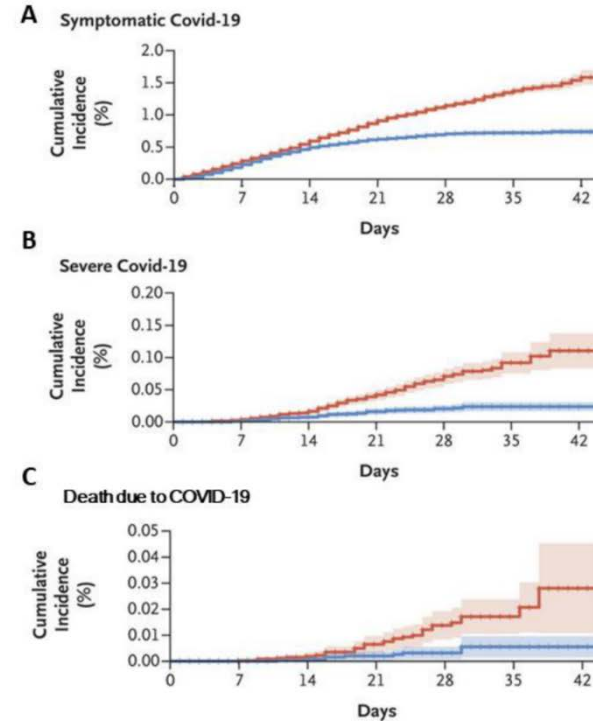 A
Symptomatic Covid-19
Cumulative
Incidence
(%)
2.0
1.5
1.0
0.5
0.0
0 7 14 21 28 35 42
Days
B
Severe Covid-19
Cumulative
Incidence
(%)
0.20
0.15
0.10
0.05
0.00
0 7 14 21 28 35 42
Days
C
Death due to COVID-19
Cumulative
Incidence
(%)
0.05
0.04
0.03
0.02
0.01
0.00
0 7 14 21 28 35 42
Days